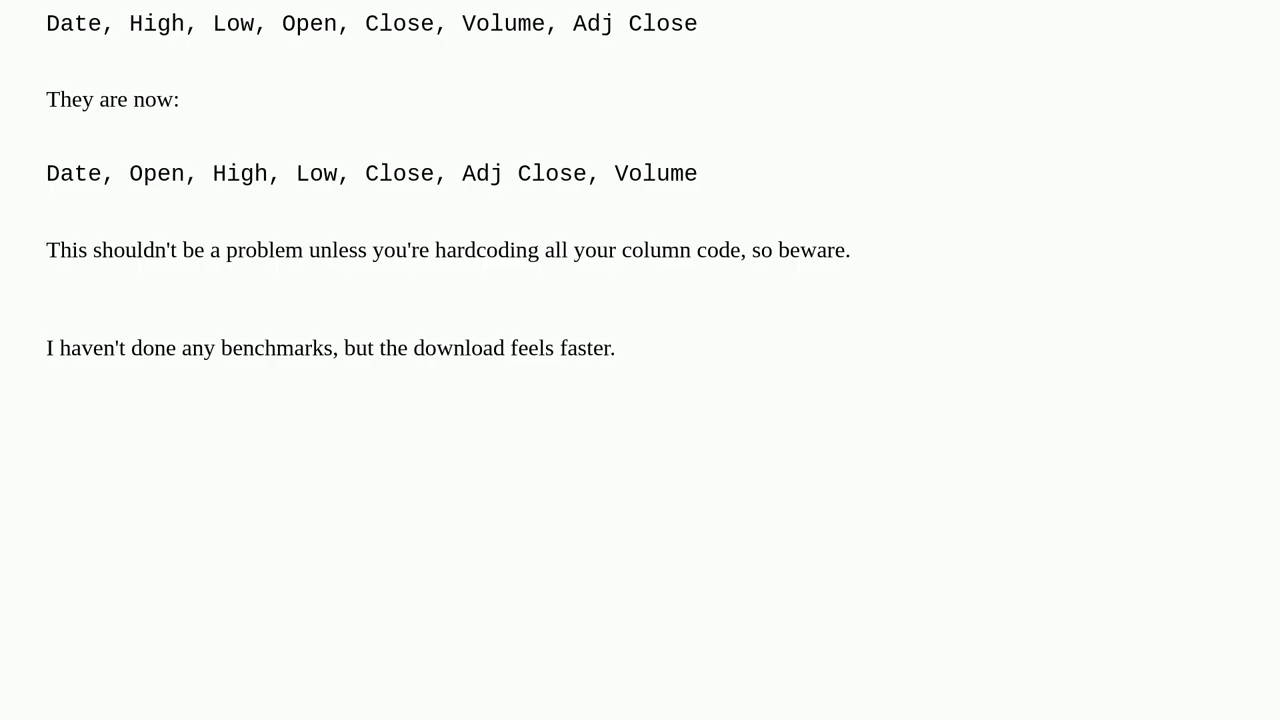 Date, High, Low, Open, Close, Volume, Adj Close
They are now:
Date, Open, High, Low, Close, Adj Close, Volume
This shouldn't be a problem unless you're hardcoding all your column code, so beware.
I haven't done any benchmarks, but the download feels faster.